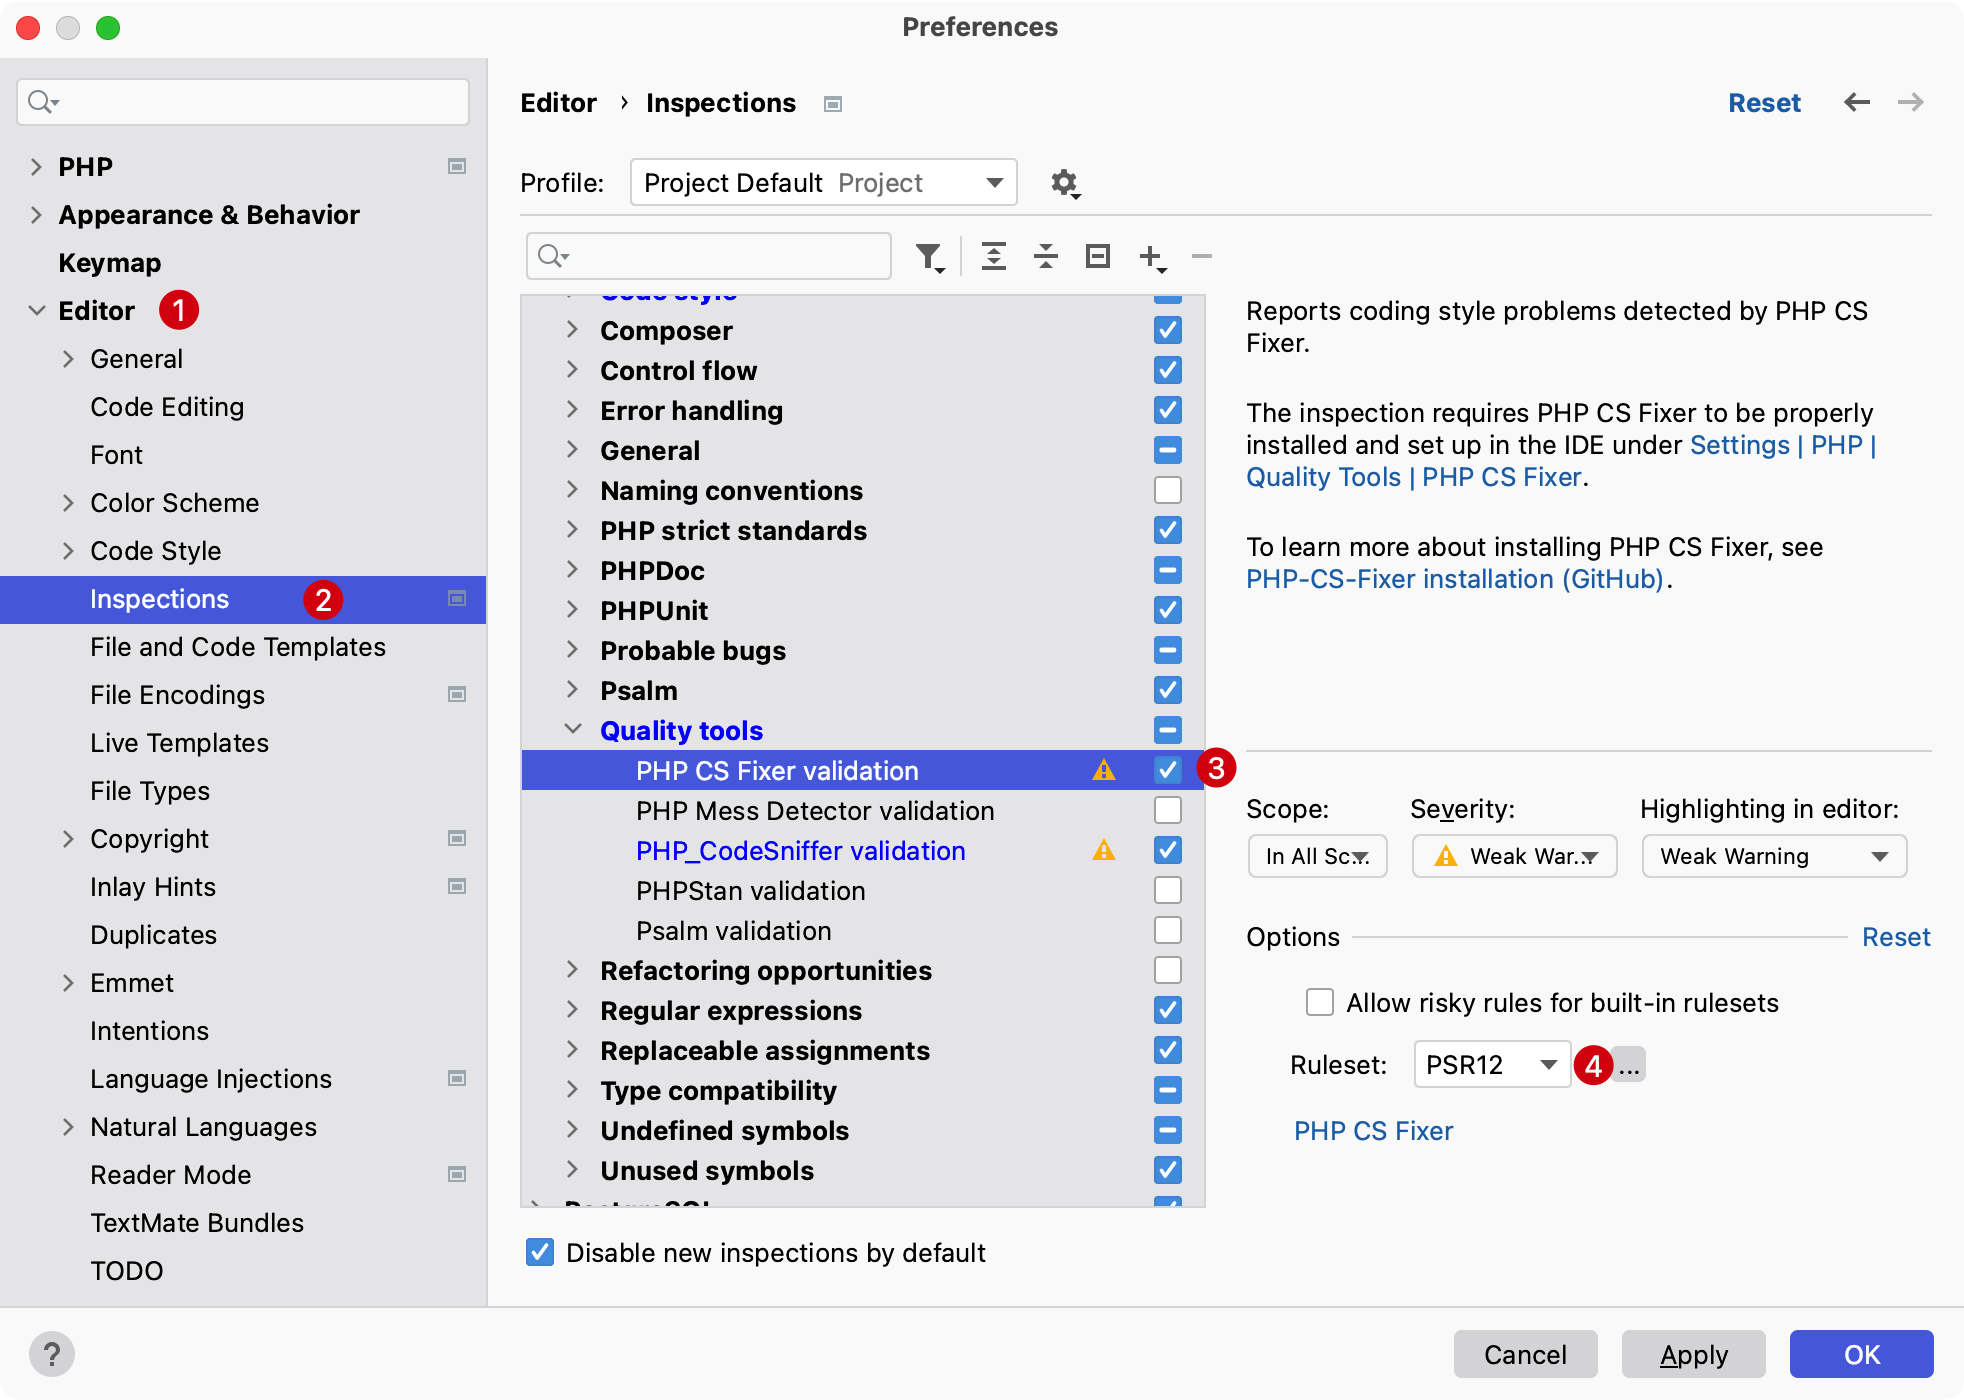 Preferences
PHP
Appearance & Behavior
Keymap
Editor 1
General
Code Editing
Font
Color Scheme
Code Style
Inspections 2
File and Code Templates
File Encodings
Live Templates
File Types
Copyright
Inlay Hints
Duplicates
Emmet
Intentions
Language Injections
Natural Languages
Reader Mode
TextMate Bundles
TODO
Editor › Inspections
Reset
Profile: Project Default Project
Code style
Composer
Control flow
Error handling
General
Naming conventions
PHP strict standards
PHPDoc
PHPUnit
Probable bugs
Psalm
Quality tools
PHP CS Fixer validation 3
PHP Mess Detector validation
PHP_CodeSniffer validation
PHPStan validation
Psalm validation
Refactoring opportunities
Regular expressions
Replaceable assignments
Type compatibility
Undefined symbols
Unused symbols
PostgreSQL
Disable new inspections by default
Reports coding style problems detected by PHP CS
Fixer.
The inspection requires PHP CS Fixer to be properly
installed and set up in the IDE under Settings | PHP |
Quality Tools | PHP CS Fixer.
To learn more about installing PHP CS Fixer, see
PHP-CS-Fixer installation (GitHub).
Scope: Severity: Highlighting in editor:
In All Sc... Weak War... Weak Warning
Options Reset
Allow risky rules for built-in rulesets
Ruleset: PSR12 4 ...
PHP CS Fixer
? Cancel Apply OK